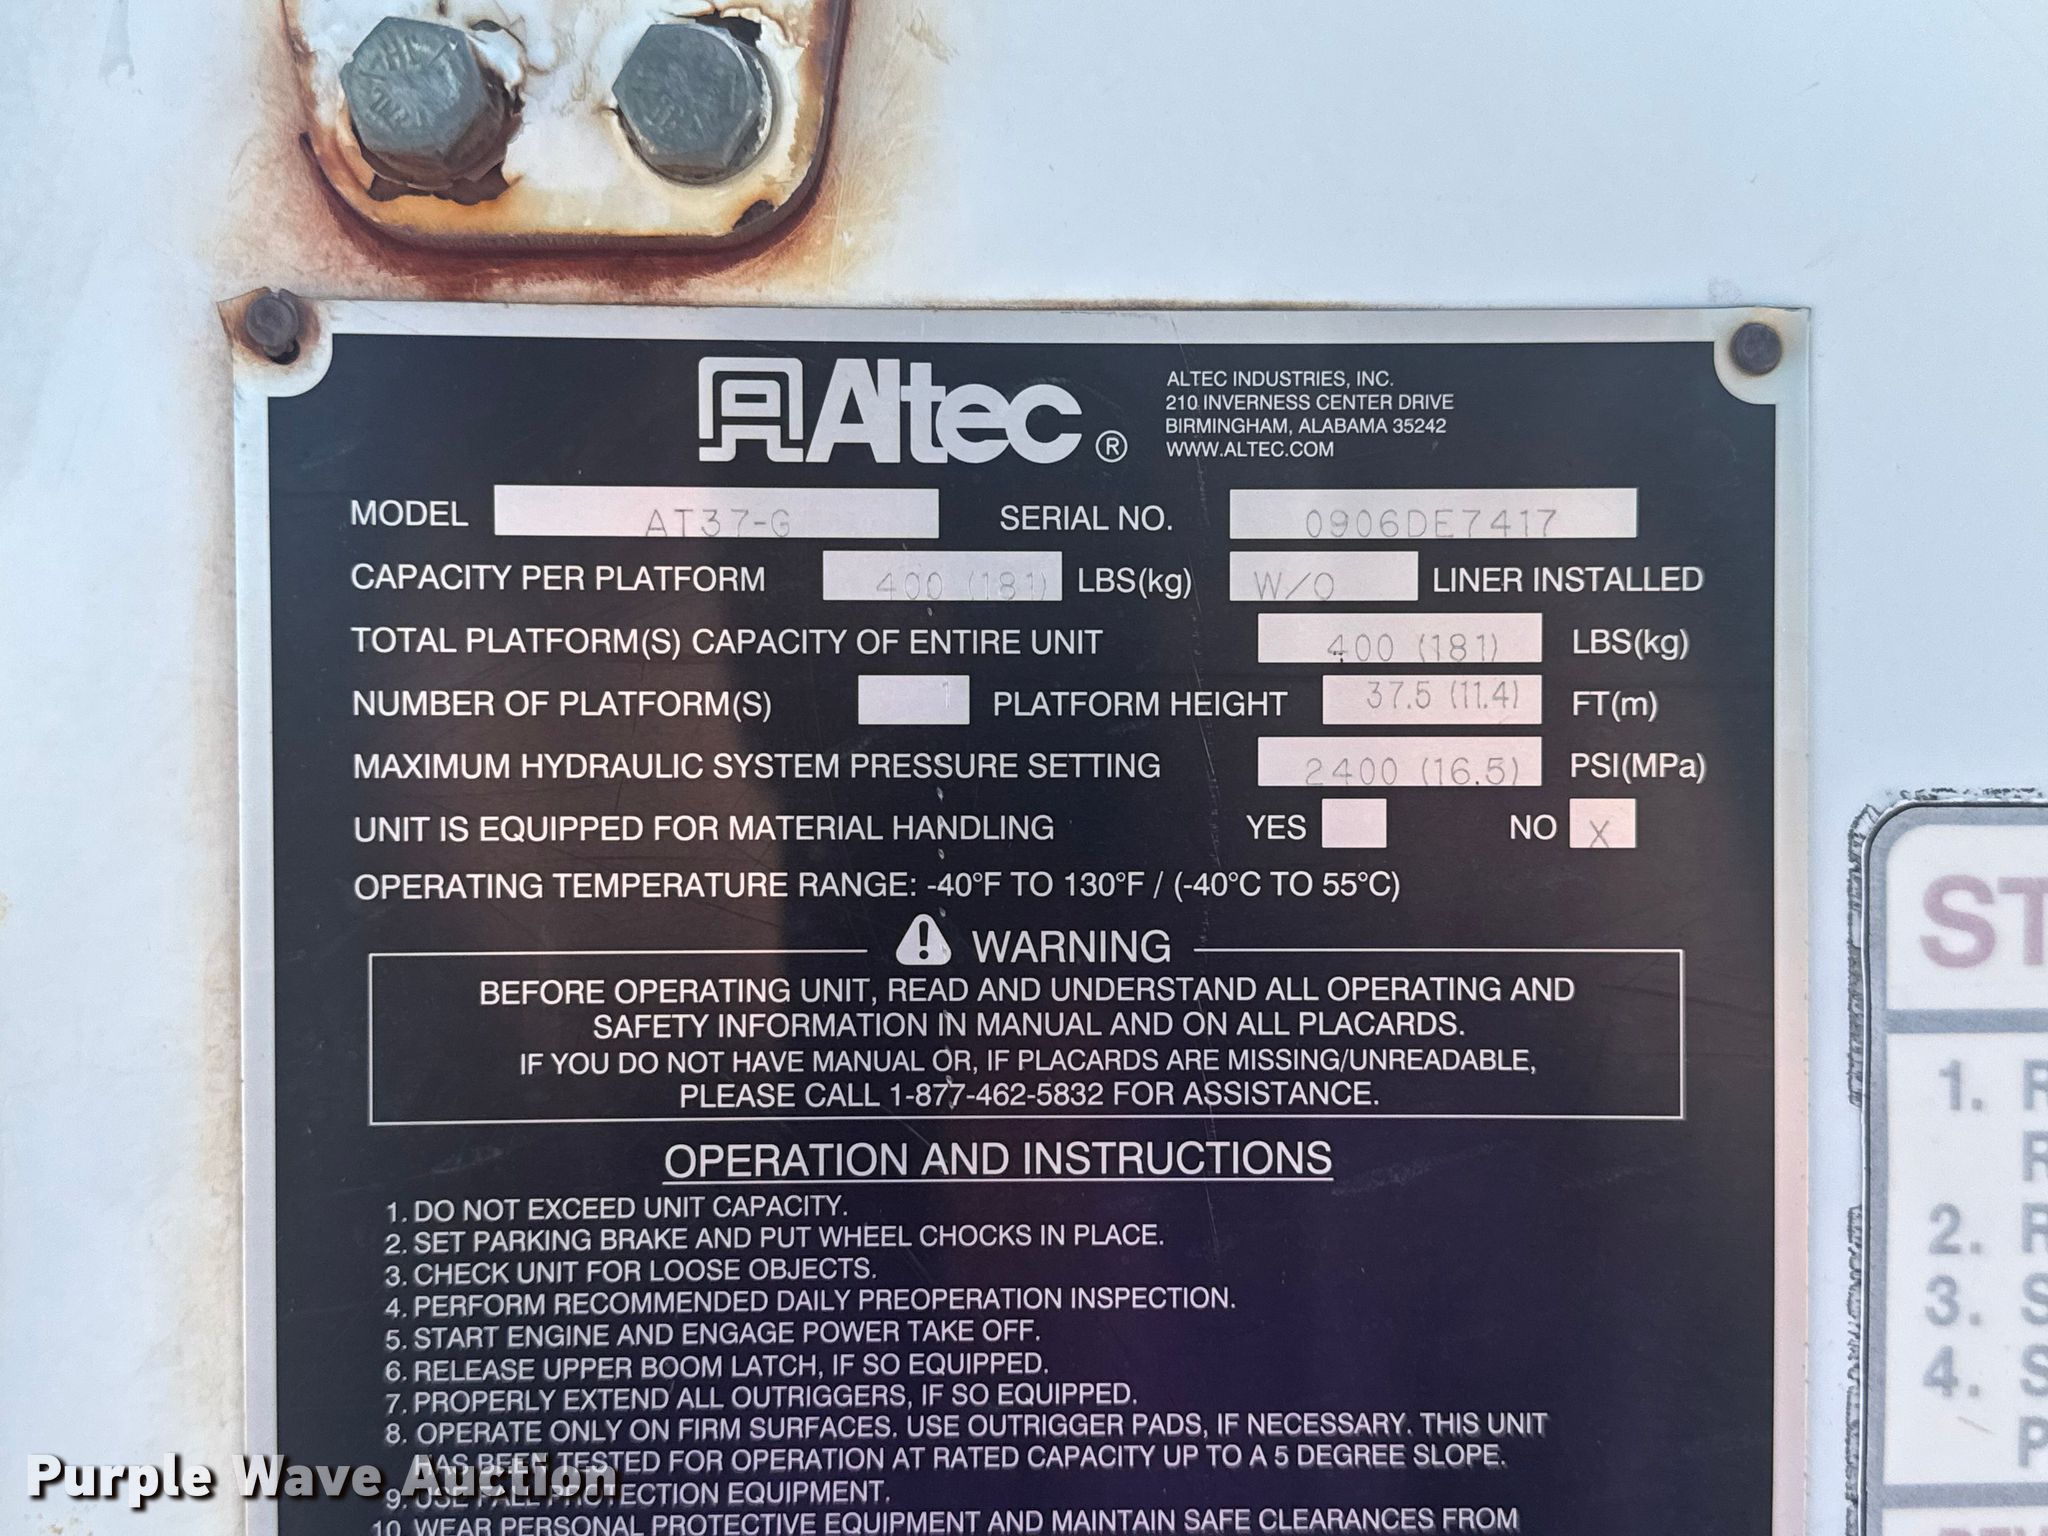 Altec®
ALTEC INDUSTRIES, INC.
210 INVERNESS CENTER DRIVE
BIRMINGHAM, ALABAMA 35242
WWW.ALTEC.COM
MODEL AT37-G SERIAL NO. 0906DE7417
CAPACITY PER PLATFORM 400 (181) LBS(kg) W/O LINER INSTALLED
TOTAL PLATFORM(S) CAPACITY OF ENTIRE UNIT 400 (181) LBS(kg)
NUMBER OF PLATFORM(S) 1 PLATFORM HEIGHT 37.5 (11.4) FT(m)
MAXIMUM HYDRAULIC SYSTEM PRESSURE SETTING 2400 (16.5) PSI(MPa)
UNIT IS EQUIPPED FOR MATERIAL HANDLING YES NO X
OPERATING TEMPERATURE RANGE: -40°F TO 130°F / (-40°C TO 55°C)
WARNING
BEFORE OPERATING UNIT, READ AND UNDERSTAND ALL OPERATING AND
SAFETY INFORMATION IN MANUAL AND ON ALL PLACARDS.
IF YOU DO NOT HAVE MANUAL OR, IF PLACARDS ARE MISSING/UNREADABLE,
PLEASE CALL 1-877-462-5832 FOR ASSISTANCE.
OPERATION AND INSTRUCTIONS
1. DO NOT EXCEED UNIT CAPACITY.
2. SET PARKING BRAKE AND PUT WHEEL CHOCKS IN PLACE.
3. CHECK UNIT FOR LOOSE OBJECTS.
4. PERFORM RECOMMENDED DAILY PREOPERATION INSPECTION.
5. START ENGINE AND ENGAGE POWER TAKE OFF.
6. RELEASE UPPER BOOM LATCH, IF SO EQUIPPED.
7. PROPERLY EXTEND ALL OUTRIGGERS, IF SO EQUIPPED.
8. OPERATE ONLY ON FIRM SURFACES. USE OUTRIGGER PADS, IF NECESSARY. THIS UNIT
HAS BEEN TESTED FOR OPERATION AT RATED CAPACITY UP TO A 5 DEGREE SLOPE.
9. USE FALL PROTECTION EQUIPMENT.
10. WEAR PERSONAL PROTECTIVE EQUIPMENT AND MAINTAIN SAFE CLEARANCES FROM
ST
1. R
R
2. R
3. S
4. S
P
Purple Wave Auction